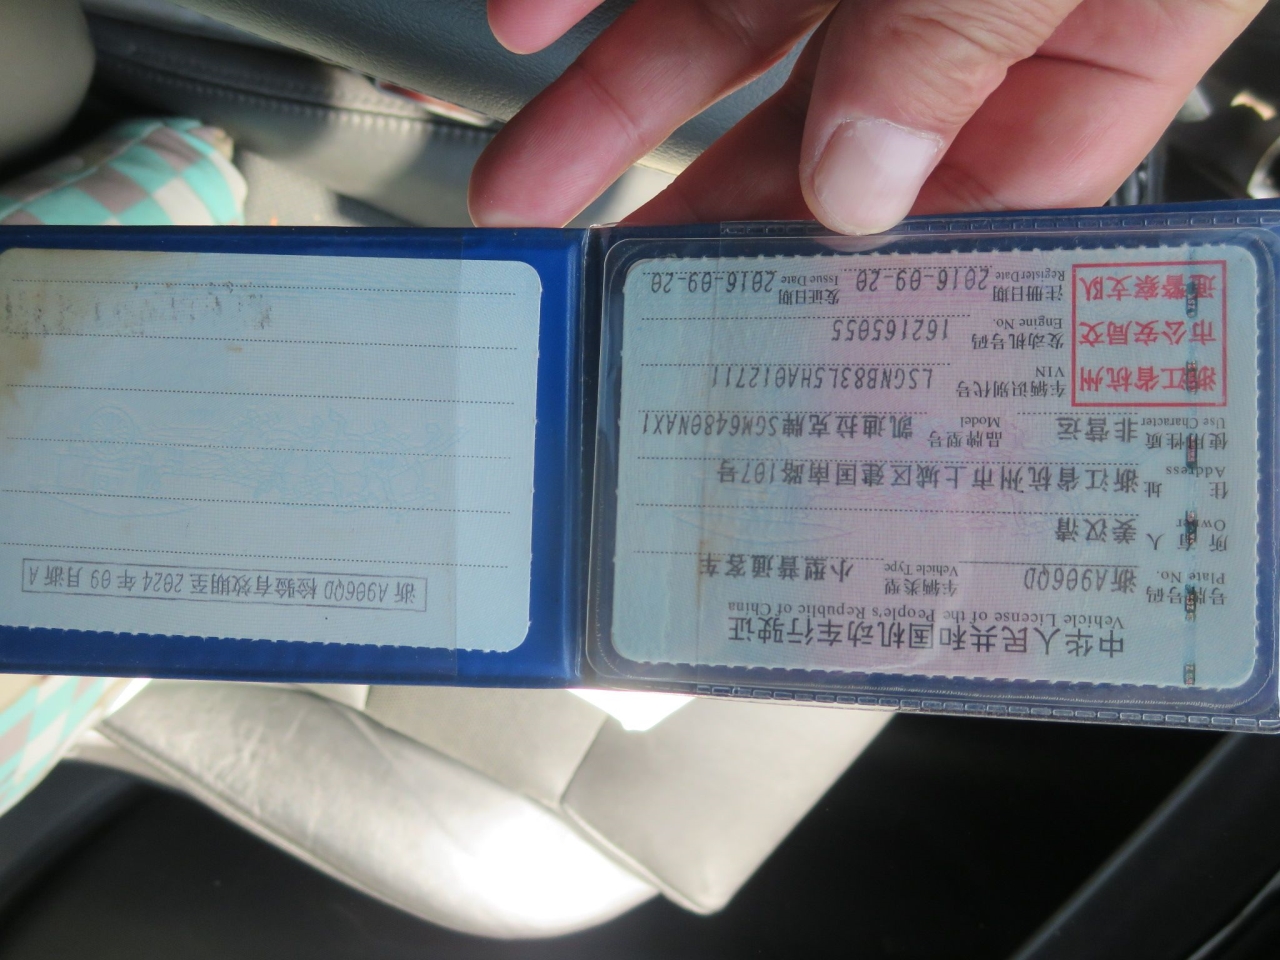 中华人民共和国机动车行驶证
Vehicle License of the People's Republic of China
号牌号码 浙A906QD 车辆类型 小型普通客车
Plate No. Vehicle Type
所有人 姜汉清
Owner
住址 浙江省杭州市上城区建国南路107号
Address
使用性质 非营运 品牌型号 凯迪拉克牌SGM6480NAX1
Use Character Model
浙江省杭州
市公安局交
通警察支队
车辆识别代号 LSGNB83L5HA012711
VIN
发动机号码 162165055
Engine No.
注册日期 2016-09-20 发证日期 2016-09-20
Register Date Issue Date
浙A906QD 检验有效期至2024年09月浙A